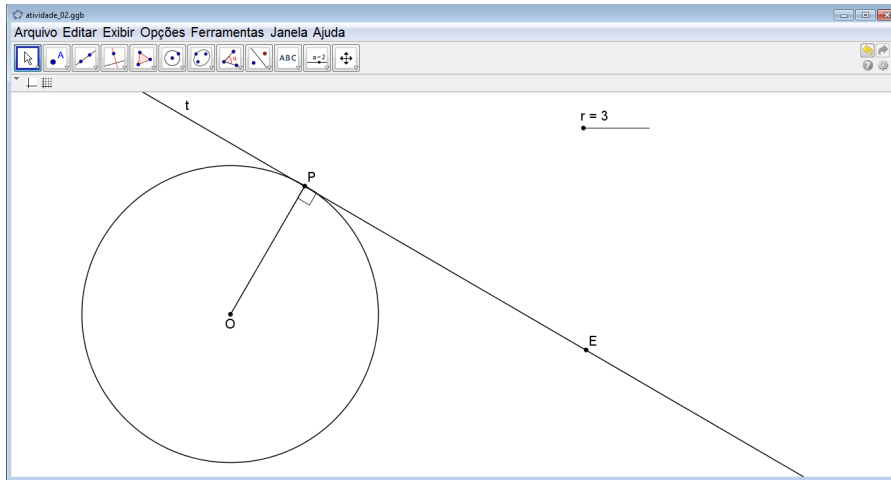 atividade_02.ggb
Arquivo Editar Exibir Opções Ferramentas Janela Ajuda
A
α
ABC
a=2
t
r = 3
P
O
E